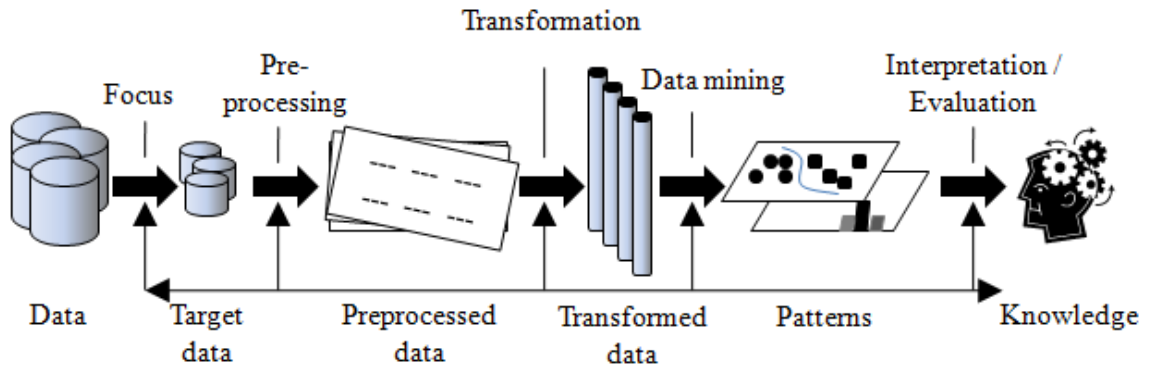 Transformation
Pre-
processing
Focus
Data mining
Interpretation /
Evaluation
Data
Target
data
Preprocessed
data
Transformed
data
Patterns
Knowledge